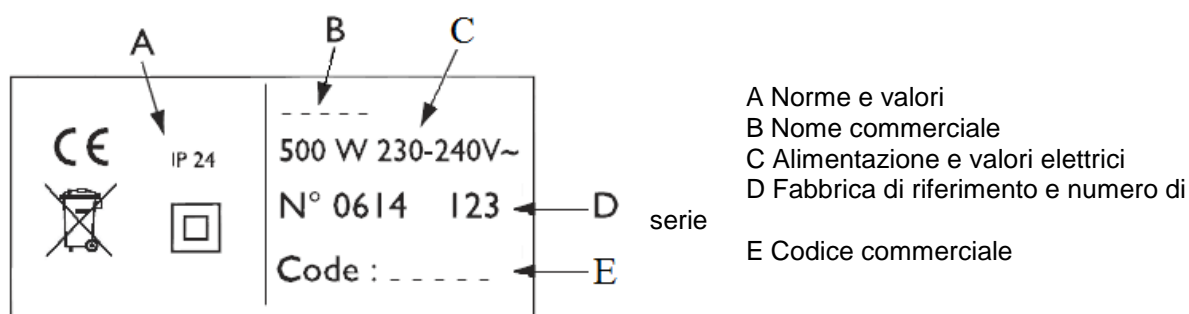 A
B
C
CE
IP 24
- - - - -
500 W 230-240V~
N° 0614 123
D
Code : - - - - -
E
A Norme e valori
B Nome commerciale
C Alimentazione e valori elettrici
D Fabbrica di riferimento e numero di
serie
E Codice commerciale